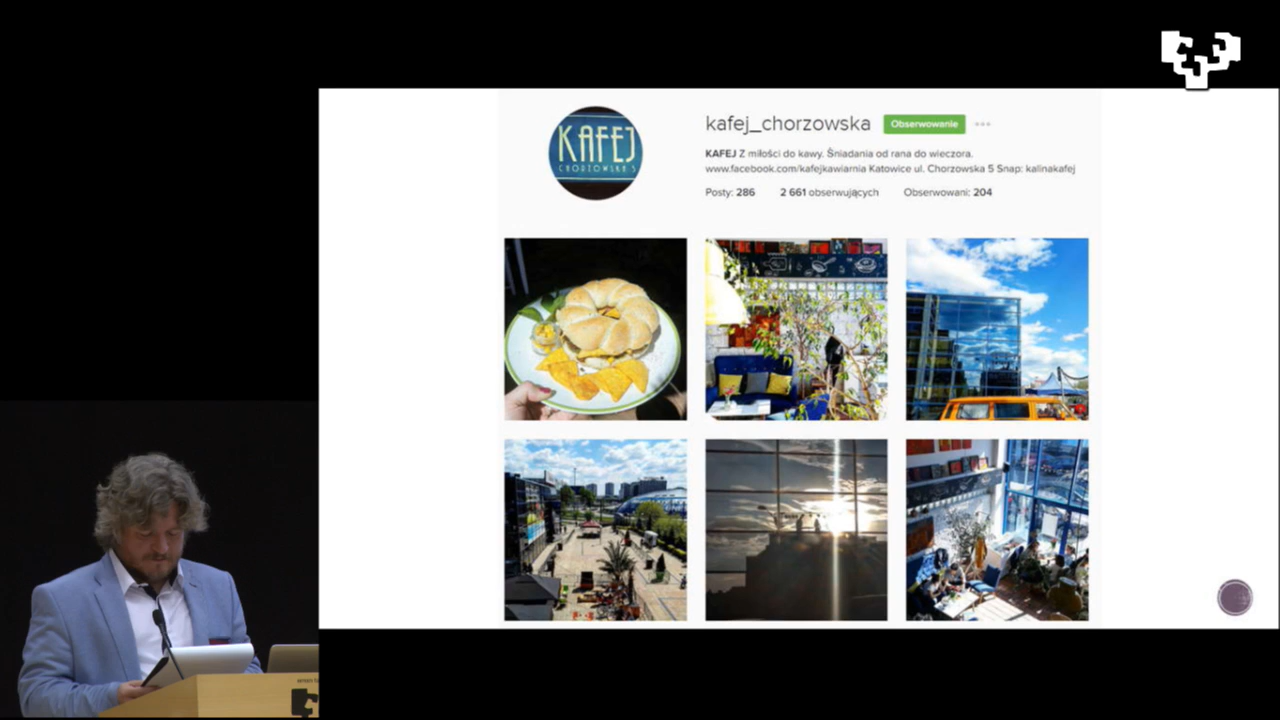 KAFEJ
CHORZOWSKA 5
kafej_chorzowska Obserwowanie
KAFEJ Z miłości do kawy. Śniadania od rana do wieczora.
www.facebook.com/kafejkawiarnia Katowice ul. Chorzowska 5 Snap: kalinakafej
Posty: 286 2 661 obserwujących Obserwowani: 204